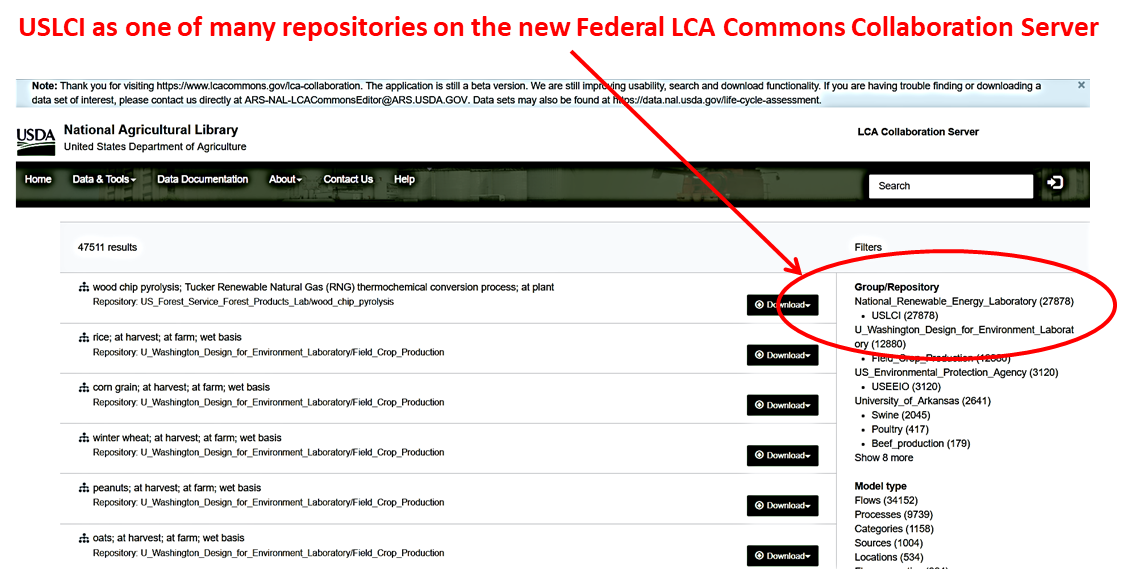 USLCI as one of many repositories on the new Federal LCA Commons Collaboration Server
Note: Thank you for visiting https://www.lcacommons.gov/lca-collaboration. The application is still a beta version. We are still improving usability, search and download functionality. If you are having trouble finding or downloading a
data set of interest, please contact us directly at ARS-NAL-LCACommonsEditor@ARS.USDA.GOV. Data sets may also be found at https://data.nal.usda.gov/life-cycle-assessment.
×
USDA
National Agricultural Library
United States Department of Agriculture
LCA Collaboration Server
Home Data & Tools Data Documentation About Contact Us Help
Search
47511 results
wood chip pyrolysis; Tucker Renewable Natural Gas (RNG) thermochemical conversion process; at plant
Repository: US_Forest_Service_Forest_Products_Lab/wood_chip_pyrolysis
Download
rice; at harvest; at farm; wet basis
Repository: U_Washington_Design_for_Environment_Laboratory/Field_Crop_Production
Download
corn grain; at harvest; at farm; wet basis
Repository: U_Washington_Design_for_Environment_Laboratory/Field_Crop_Production
Download
winter wheat; at harvest; at farm; wet basis
Repository: U_Washington_Design_for_Environment_Laboratory/Field_Crop_Production
Download
peanuts; at harvest; at farm; wet basis
Repository: U_Washington_Design_for_Environment_Laboratory/Field_Crop_Production
Download
oats; at harvest; at farm; wet basis
Repository: U_Washington_Design_for_Environment_Laboratory/Field_Crop_Production
Download
Filters
Group/Repository
National_Renewable_Energy_Laboratory (27878)
• USLCI (27878)
U_Washington_Design_for_Environment_Laborat
ory (12880)
• Field_Crop_Production (12880)
US_Environmental_Protection_Agency (3120)
• USEEIO (3120)
University_of_Arkansas (2641)
• Swine (2045)
• Poultry (417)
• Beef_production (179)
Show 8 more
Model type
Flows (34152)
Processes (9739)
Categories (1158)
Sources (1004)
Locations (534)